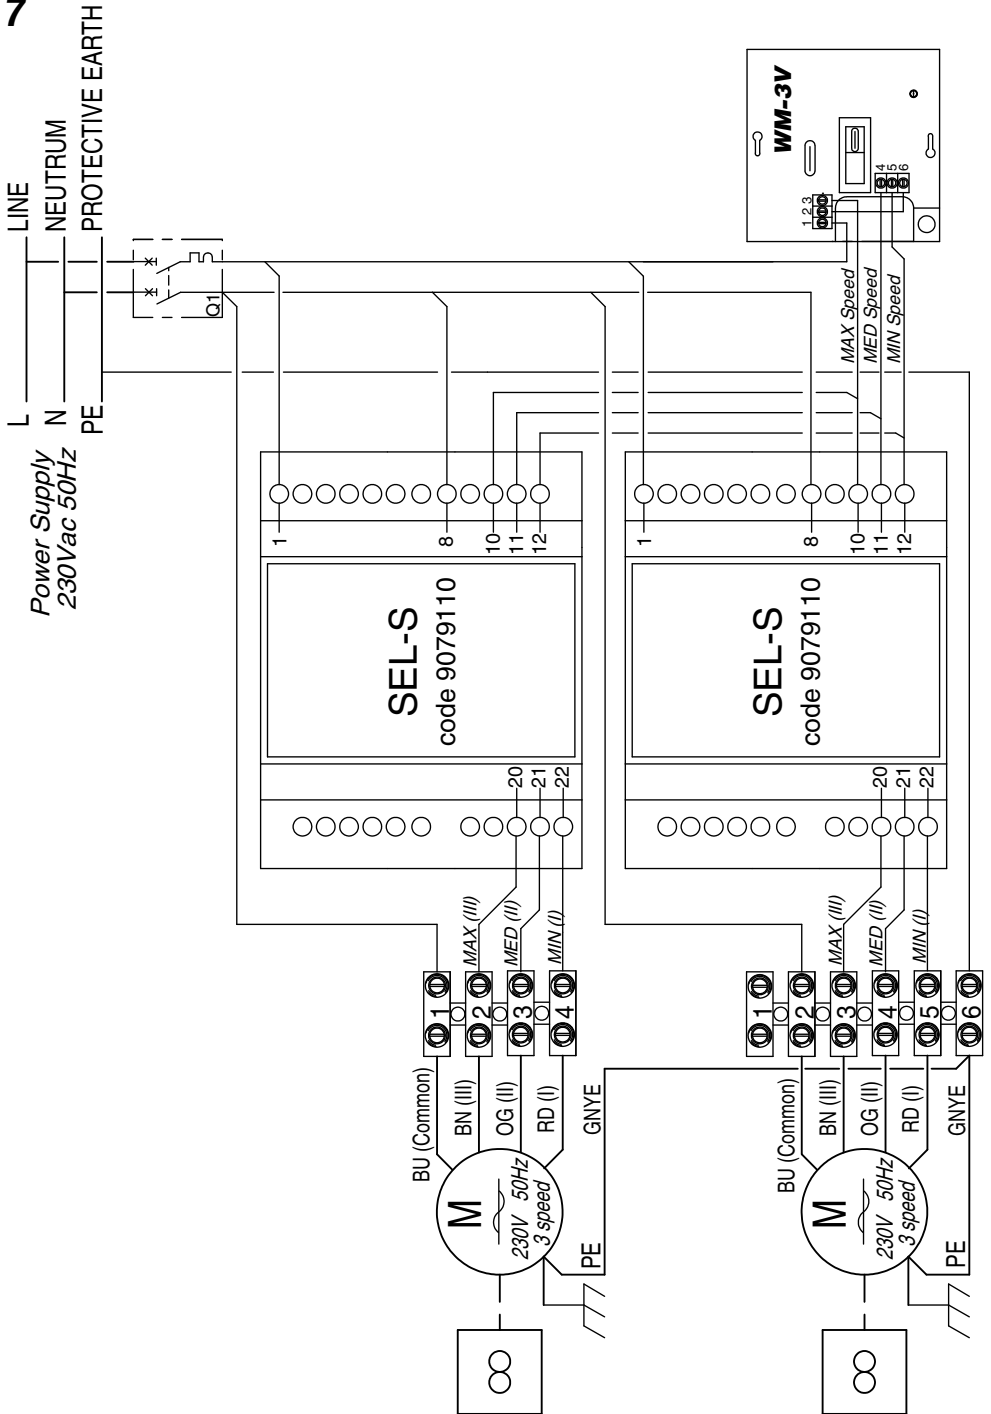 7
L LINE
N NEUTRUM
PE PROTECTIVE EARTH
Power Supply
230Vac 50Hz
Q1
WM-3V
1 2 3
4
5
6
MAX Speed
MED Speed
MIN Speed
1
8
10
11
12
SEL-S
code 9079110
20
21
22
MAX (III)
MED (II)
MIN (I)
1
2
3
4
BU (Common)
BN (III)
OG (II)
RD (I)
GNYE
M
230V 50Hz
3 speed
PE
1
8
10
11
12
SEL-S
code 9079110
20
21
22
MAX (III)
MED (II)
MIN (I)
1
2
3
4
5
6
BU (Common)
BN (III)
OG (II)
RD (I)
GNYE
M
230V 50Hz
3 speed
PE